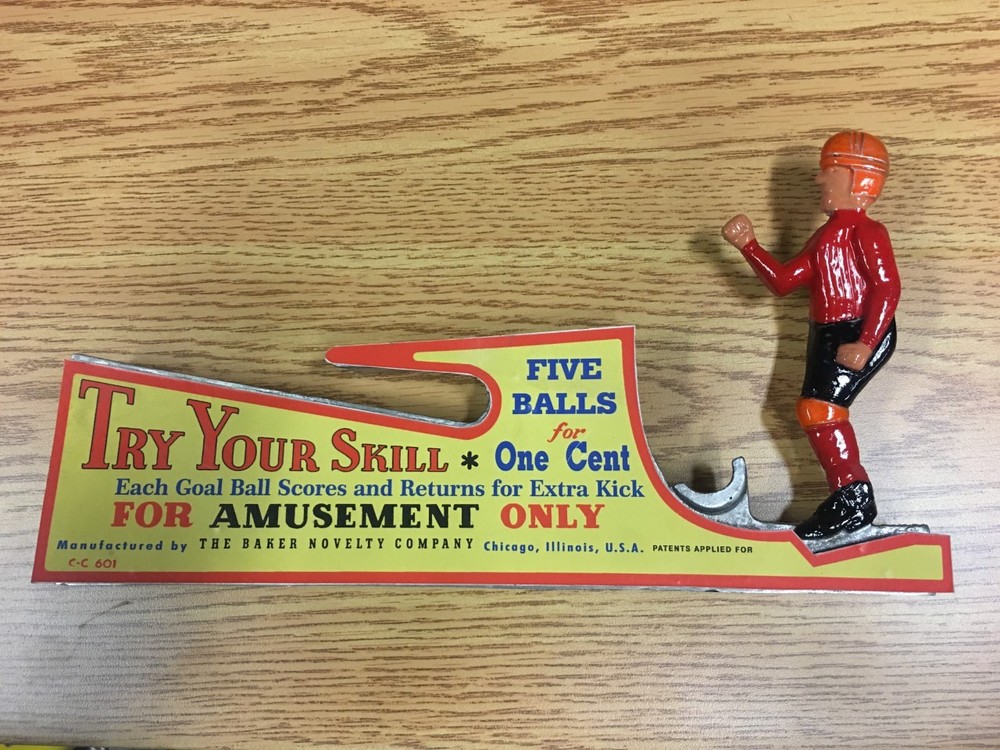 FIVE
BALLS
for
One Cent
TRY YOUR SKILL *
Each Goal Ball Scores and Returns for Extra Kick
FOR AMUSEMENT ONLY
Manufactured by THE BAKER NOVELTY COMPANY Chicago, Illinois, U.S.A. PATENTS APPLIED FOR
C-C 601